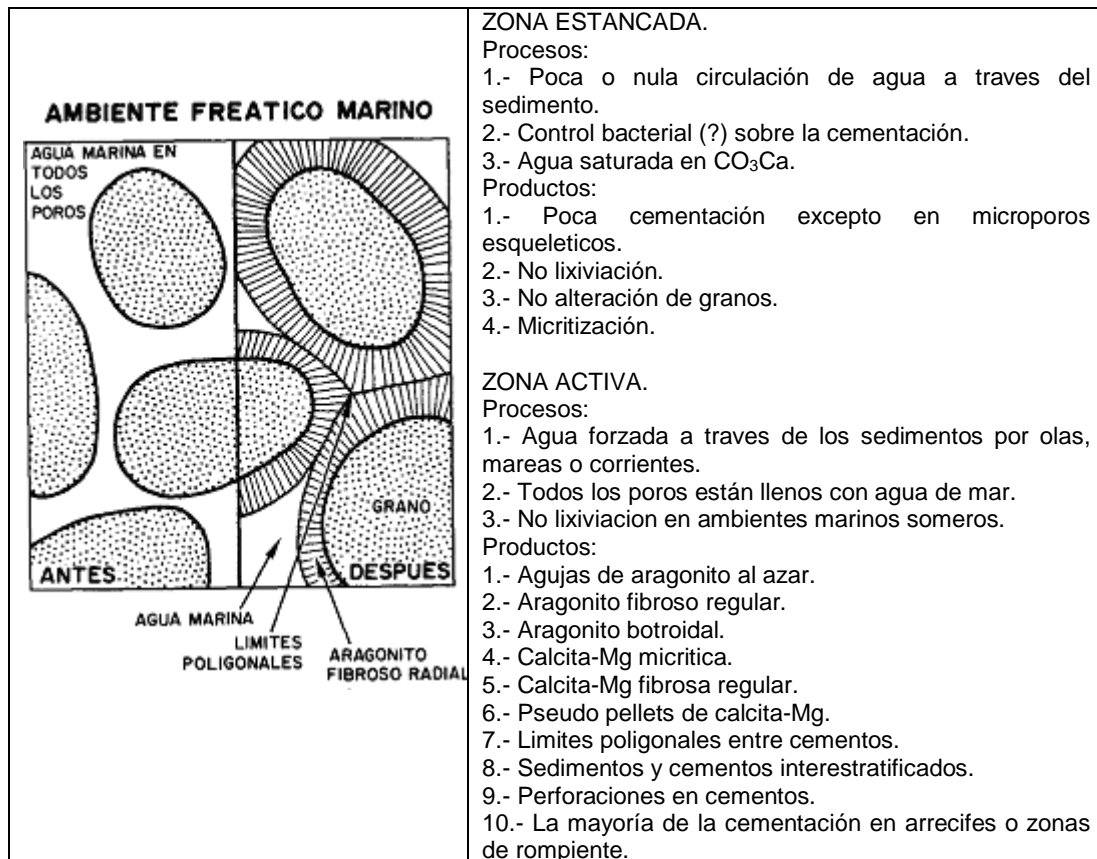 AMBIENTE FREATICO MARINO
AGUA MARINA EN
TODOS
LOS
POROS
GRANO
ANTES
DESPUES
AGUA MARINA
LIMITES
POLIGONALES
ARAGONITO
FIBROSO RADIAL
ZONA ESTANCADA.
Procesos:
1.- Poca o nula circulación de agua a traves del
sedimento.
2.- Control bacterial (?) sobre la cementación.
3.- Agua saturada en CO₃Ca.
Productos:
1.- Poca cementación excepto en microporos
esqueleticos.
2.- No lixiviación.
3.- No alteración de granos.
4.- Micritización.
ZONA ACTIVA.
Procesos:
1.- Agua forzada a traves de los sedimentos por olas,
mareas o corrientes.
2.- Todos los poros están llenos con agua de mar.
3.- No lixiviacion en ambientes marinos someros.
Productos:
1.- Agujas de aragonito al azar.
2.- Aragonito fibroso regular.
3.- Aragonito botroidal.
4.- Calcita-Mg micritica.
5.- Calcita-Mg fibrosa regular.
6.- Pseudo pellets de calcita-Mg.
7.- Limites poligonales entre cementos.
8.- Sedimentos y cementos interestratificados.
9.- Perforaciones en cementos.
10.- La mayoría de la cementación en arrecifes o zonas
de rompiente.